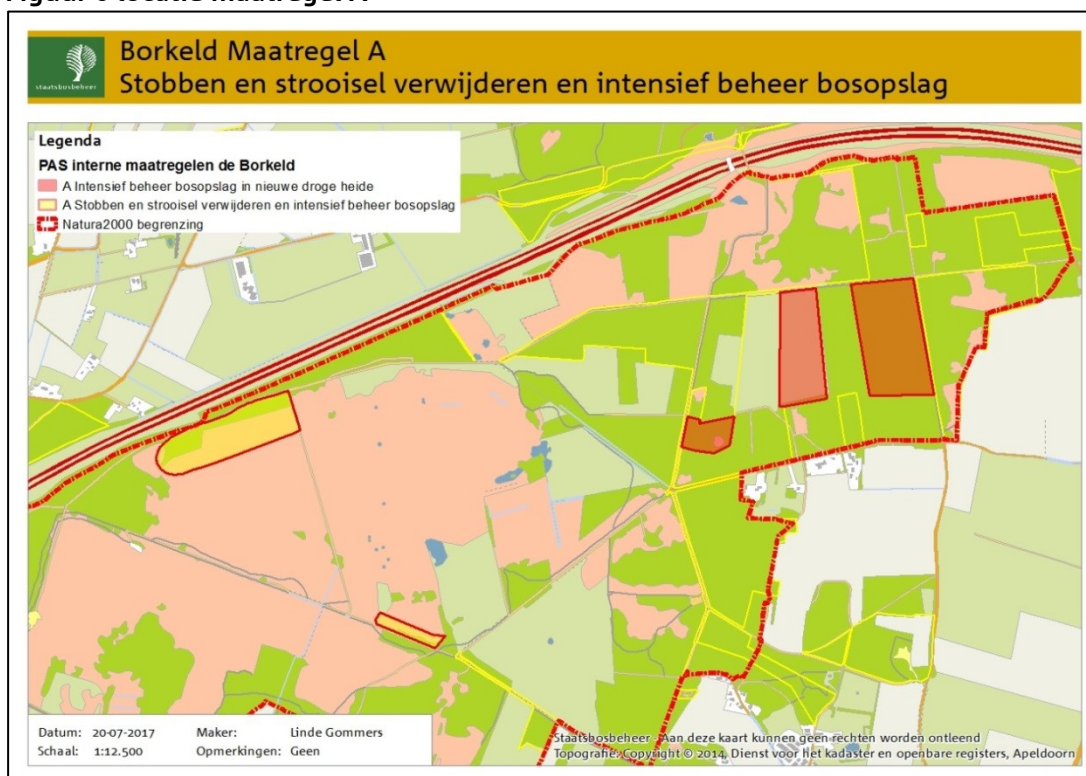 Figuur 6 locatie maatregel A
staatsbosbeheer
Borkeld Maatregel A
Stobben en strooisel verwijderen en intensief beheer bosopslag
Legenda
PAS interne maatregelen de Borkeld
A Intensief beheer bosopslag in nieuwe droge heide
A Stobben en strooisel verwijderen en intensief beheer bosopslag
Natura2000 begrenzing
Datum: 20-07-2017 Maker: Linde Gommers
Schaal: 1:12.500 Opmerkingen: Geen
Staatsbosbeheer - Aan deze kaart kunnen geen rechten worden ontleend
Topografie: Copyright © 2014, Dienst voor het kadaster en openbare registers, Apeldoorn